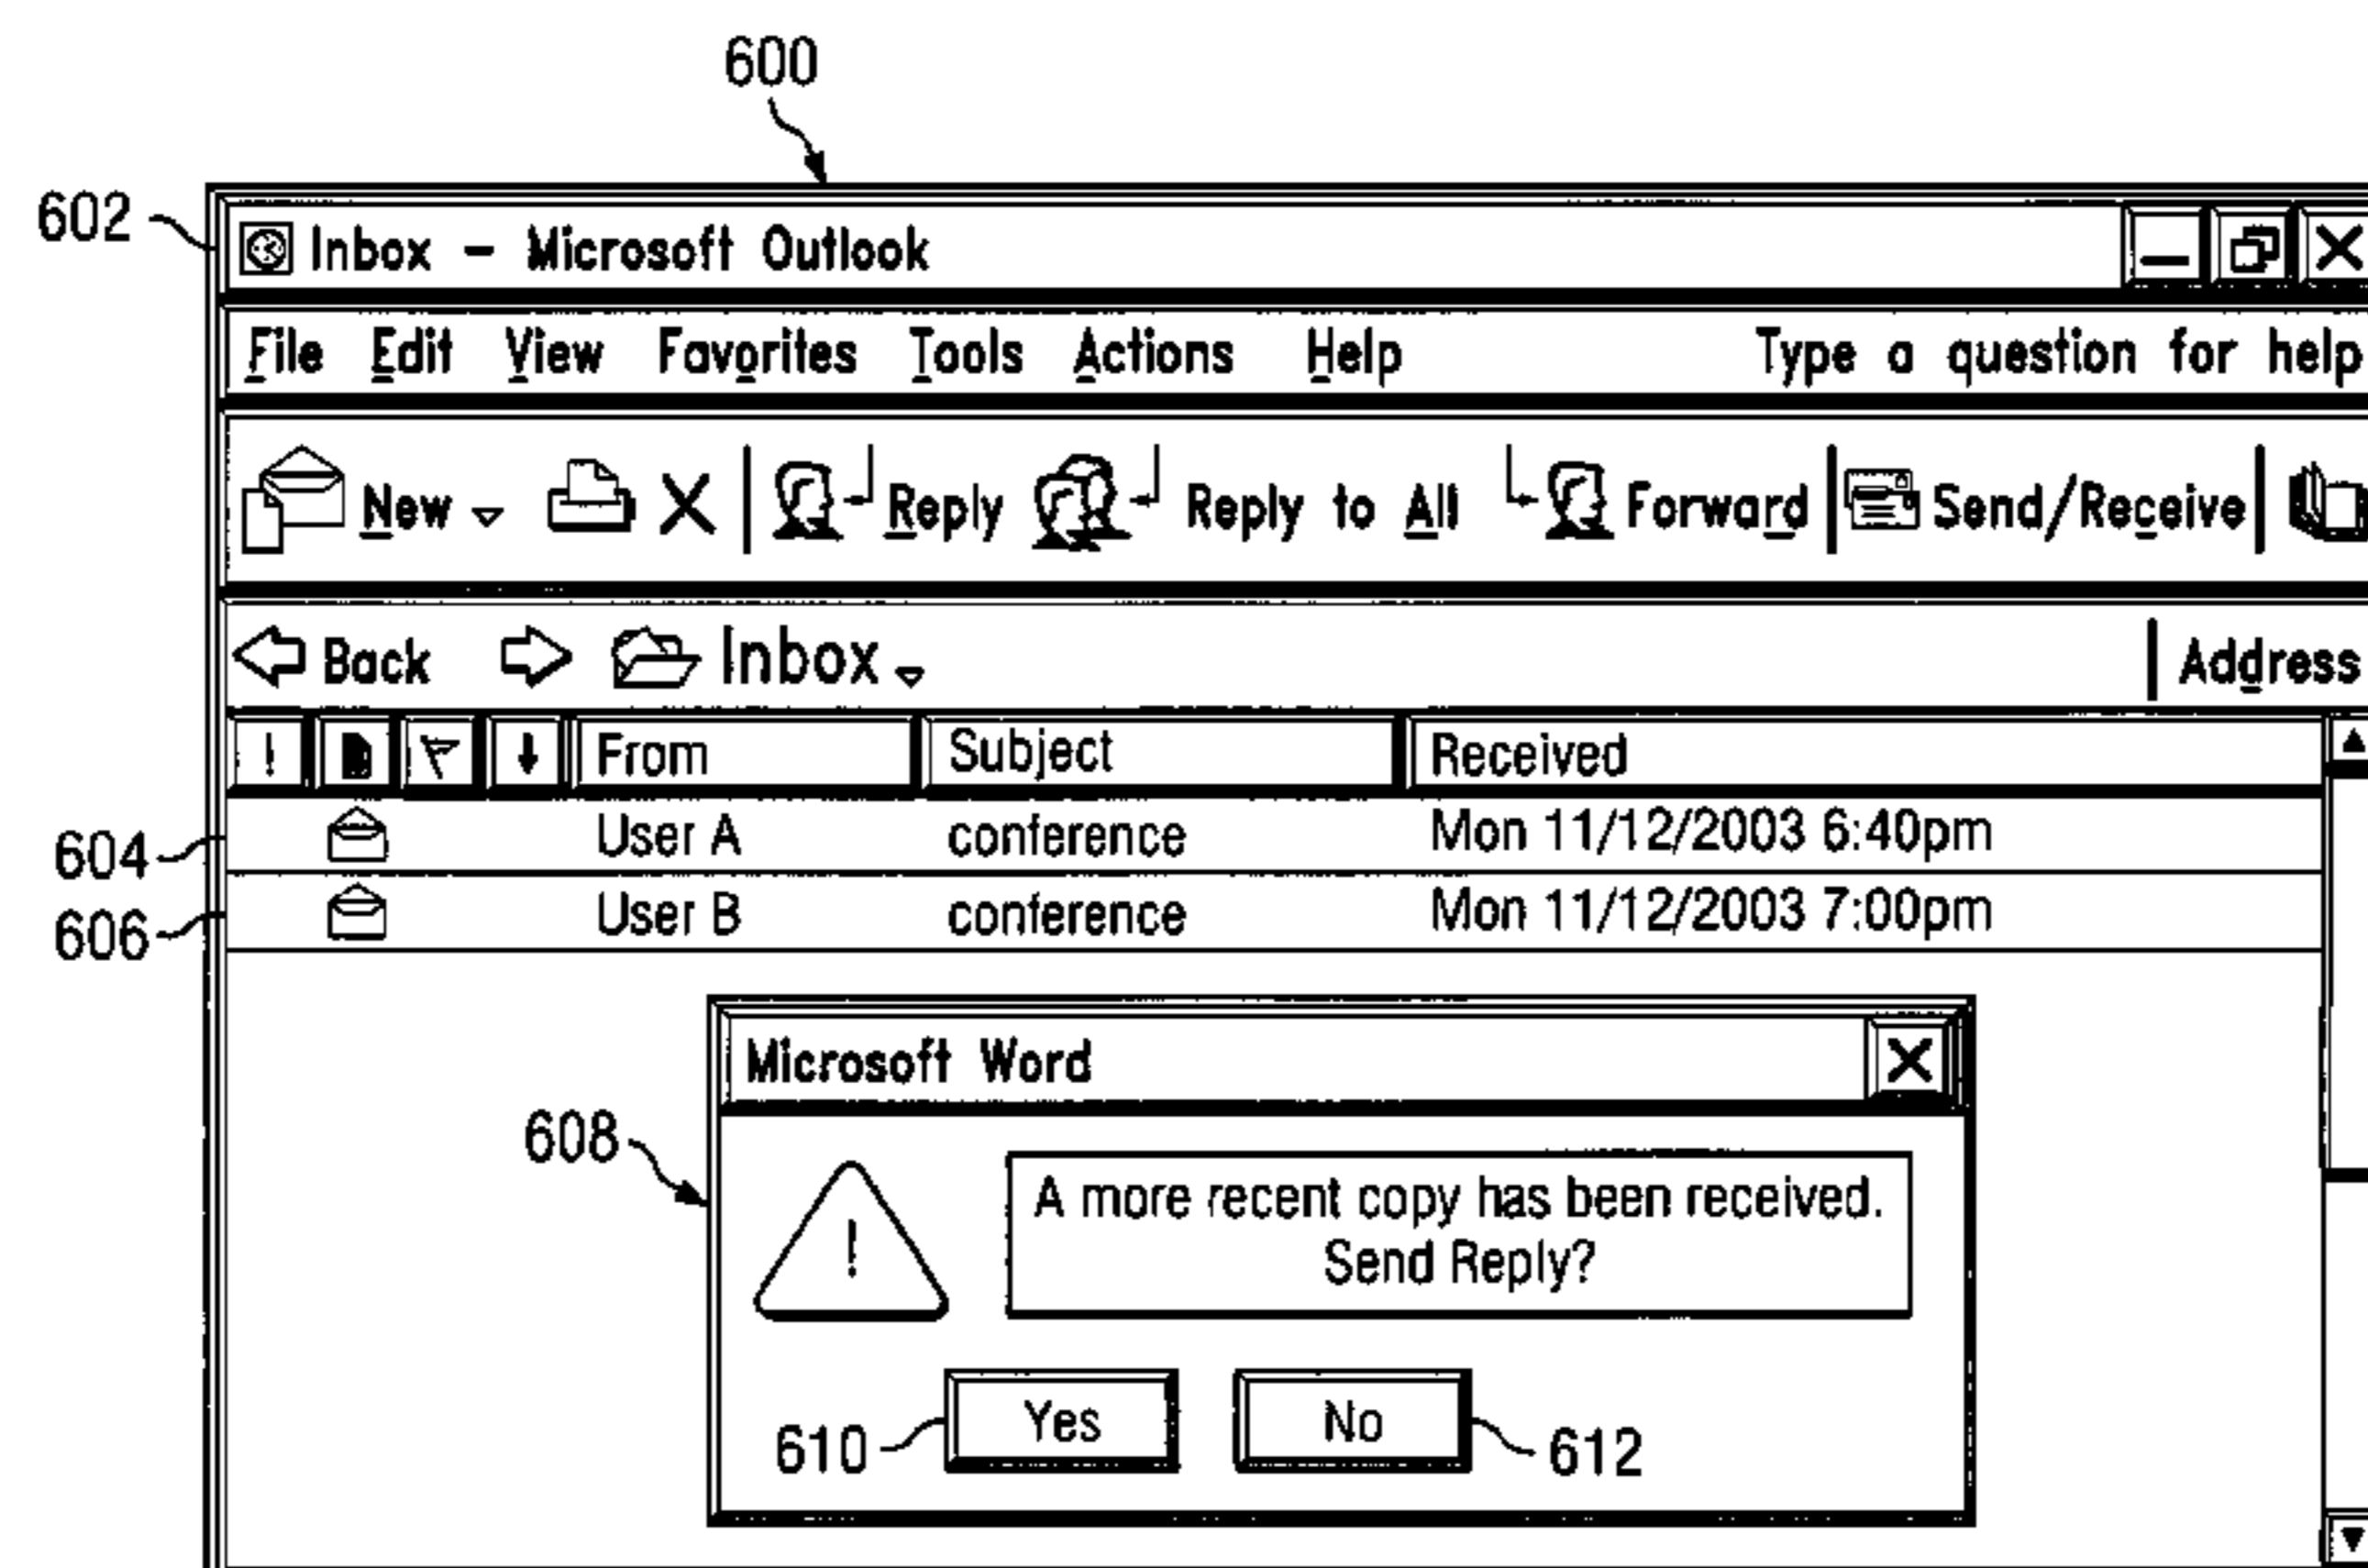 600
602
Inbox - Microsoft Outlook
File Edit View Favorites Tools Actions Help Type a question for help
New Reply Reply to All Forward Send/Receive
Back Inbox Address
! From Subject Received
604 User A conference Mon 11/12/2003 6:40pm
606 User B conference Mon 11/12/2003 7:00pm
Microsoft Word
608
! A more recent copy has been received.
Send Reply?
610 Yes No 612